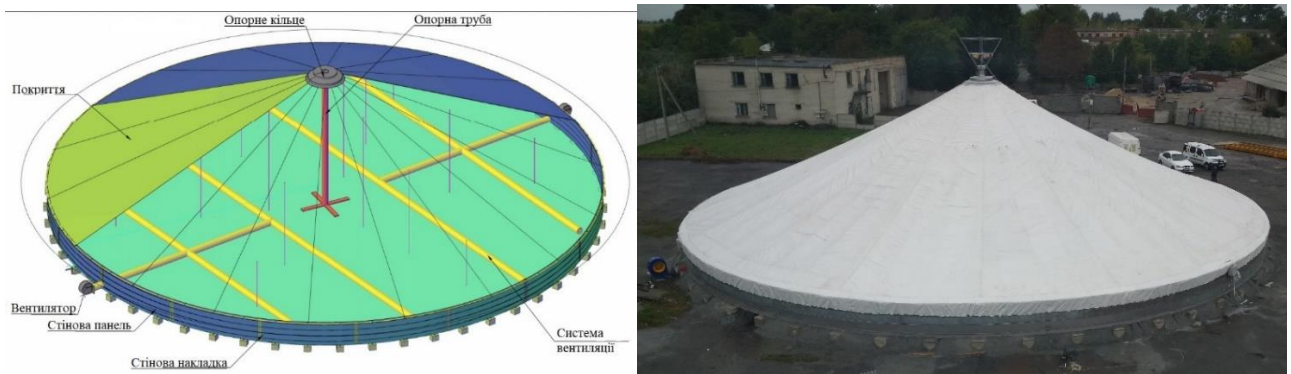 Опорне кільце
Опорна труба
Покриття
Вентилятор
Стінова панель
Стінова накладка
Система
вентиляції